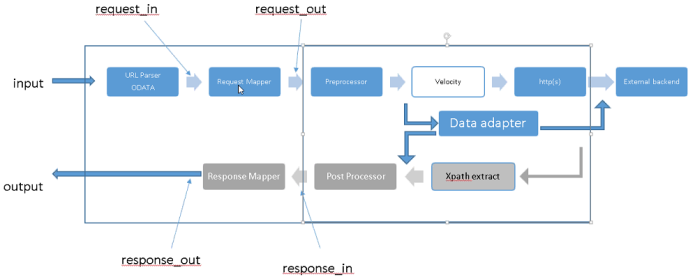 request_in
request_out
input
URL Parser
ODATA
Request Mapper
Preprocessor
Velocity
http(s)
External backend
Data adapter
output
Response Mapper
Post Processor
Xpath extract
response_out
response_in